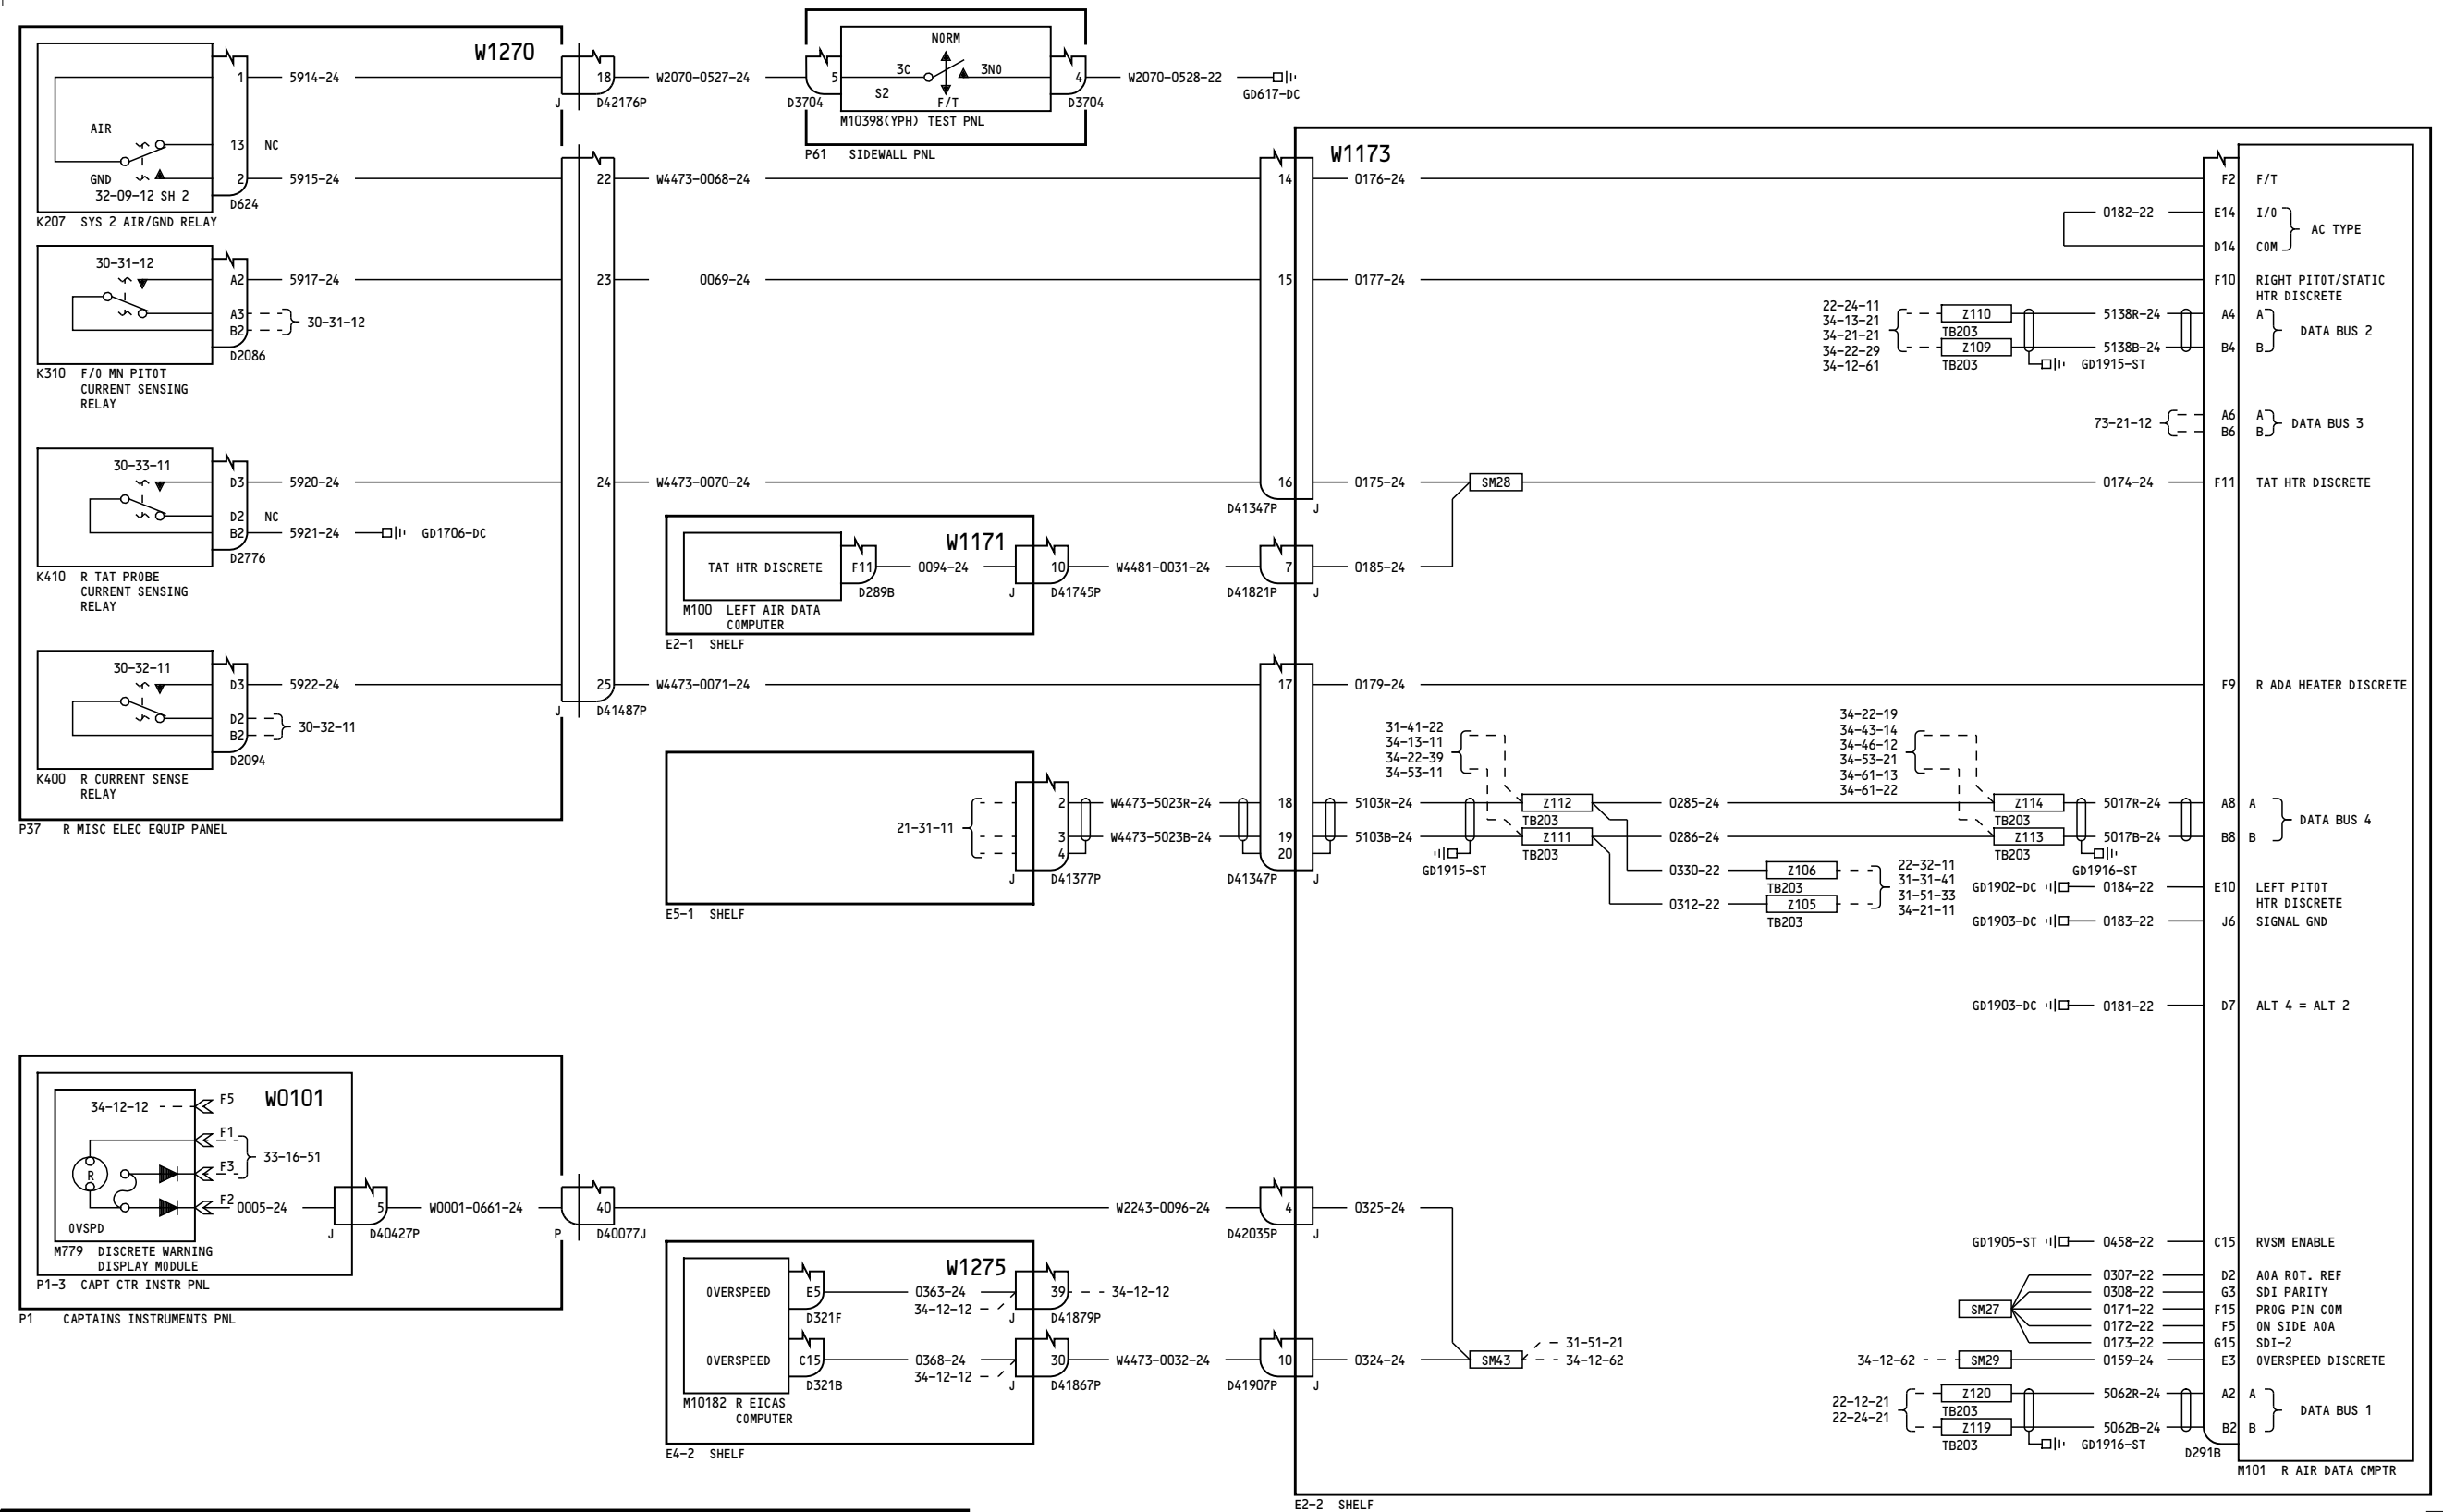 W1270
1
5914-24
AIR
13 NC
GND
2
5915-24
32-09-12 SH 2
D624
K207 SYS 2 AIR/GND RELAY
30-31-12
A2
5917-24
A3
B2
30-31-12
D2086
K310 F/O MN PITOT
CURRENT SENSING
RELAY
30-33-11
D3
5920-24
D2 NC
B2
5921-24
GD1706-DC
D2776
K410 R TAT PROBE
CURRENT SENSING
RELAY
30-32-11
D3
5922-24
D2
B2
30-32-11
D2094
K400 R CURRENT SENSE
RELAY
P37 R MISC ELEC EQUIP PANEL
18
J
D42176P
W2070-0527-24
5
D3704
NORM
3C
3NO
S2
F/T
4
D3704
M10398(YPH) TEST PNL
P61 SIDEWALL PNL
W2070-0528-22
GD617-DC
22
W4473-0068-24
23
0069-24
24
W4473-0070-24
25
W4473-0071-24
J
D41487P
14
15
16
D41347P
J
W1171
TAT HTR DISCRETE
F11
0094-24
10
D289B
J
D41745P
M100 LEFT AIR DATA
COMPUTER
E2-1 SHELF
W4481-0031-24
7
D41821P
J
17
21-31-11
2
3
4
J
D41377P
E5-1 SHELF
W4473-5023R-24
W4473-5023B-24
18
19
20
D41347P
J
W1173
0176-24
F2 F/T
0182-22
E14 I/O
D14 COM
AC TYPE
0177-24
F10 RIGHT PITOT/STATIC
HTR DISCRETE
22-24-11
34-13-21
34-21-21
34-22-29
34-12-61
Z110
TB203
Z109
TB203
GD1915-ST
5138R-24
5138B-24
A4 A
B4 B
DATA BUS 2
73-21-12
A6 A
B6 B
DATA BUS 3
0175-24
SM28
0174-24
F11 TAT HTR DISCRETE
0185-24
0179-24
F9 R ADA HEATER DISCRETE
31-41-22
34-13-11
34-22-39
34-53-11
34-22-19
34-43-14
34-46-12
34-53-21
34-61-13
34-61-22
5103R-24
5103B-24
GD1915-ST
Z112
TB203
Z111
TB203
0285-24
0286-24
Z114
TB203
Z113
TB203
5017R-24
5017B-24
GD1916-ST
A8 A
B8 B
DATA BUS 4
0330-22
Z106
TB203
0312-22
Z105
TB203
22-32-11
31-31-41
31-51-33
34-21-11
GD1902-DC
0184-22
E10 LEFT PITOT
HTR DISCRETE
GD1903-DC
0183-22
J6 SIGNAL GND
GD1903-DC
0181-22
D7 ALT 4 = ALT 2
W0101
34-12-12
F5
F1
F3
33-16-51
R
F2
0005-24
OVSPD
5
J
D40427P
M779 DISCRETE WARNING
DISPLAY MODULE
P1-3 CAPT CTR INSTR PNL
P1 CAPTAINS INSTRUMENTS PNL
W0001-0661-24
40
P
D40077J
W2243-0096-24
4
D42035P
J
0325-24
W1275
OVERSPEED
E5
0363-24
34-12-12
39
34-12-12
D321F
J
D41879P
OVERSPEED
C15
0368-24
34-12-12
30
D321B
J
D41867P
M10182 R EICAS
COMPUTER
E4-2 SHELF
W4473-0032-24
10
D41907P
J
0324-24
SM43
31-51-21
34-12-62
GD1905-ST
0458-22
C15 RVSM ENABLE
SM27
0307-22
D2 AOA ROT. REF
0308-22
G3 SDI PARITY
0171-22
F15 PROG PIN COM
0172-22
F5 ON SIDE AOA
0173-22
G15 SDI-2
34-12-62
SM29
0159-24
E3 OVERSPEED DISCRETE
22-12-21
22-24-21
Z120
TB203
Z119
TB203
GD1916-ST
5062R-24
5062B-24
A2 A
B2 B
DATA BUS 1
D291B
M101 R AIR DATA CMPTR
E2-2 SHELF